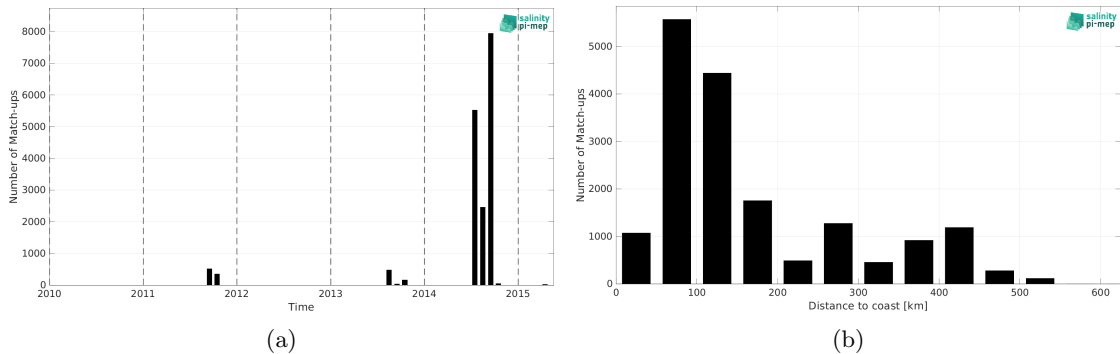 salinity
pi-mep
8000
7000
6000
5000
4000
3000
2000
1000
0
Number of Match-ups
2010
2011
2012
2013
2014
2015
Time
(a)
salinity
pi-mep
5000
4000
3000
2000
1000
0
Number of Match-ups
0
100
200
300
400
500
600
Distance to coast [km]
(b)